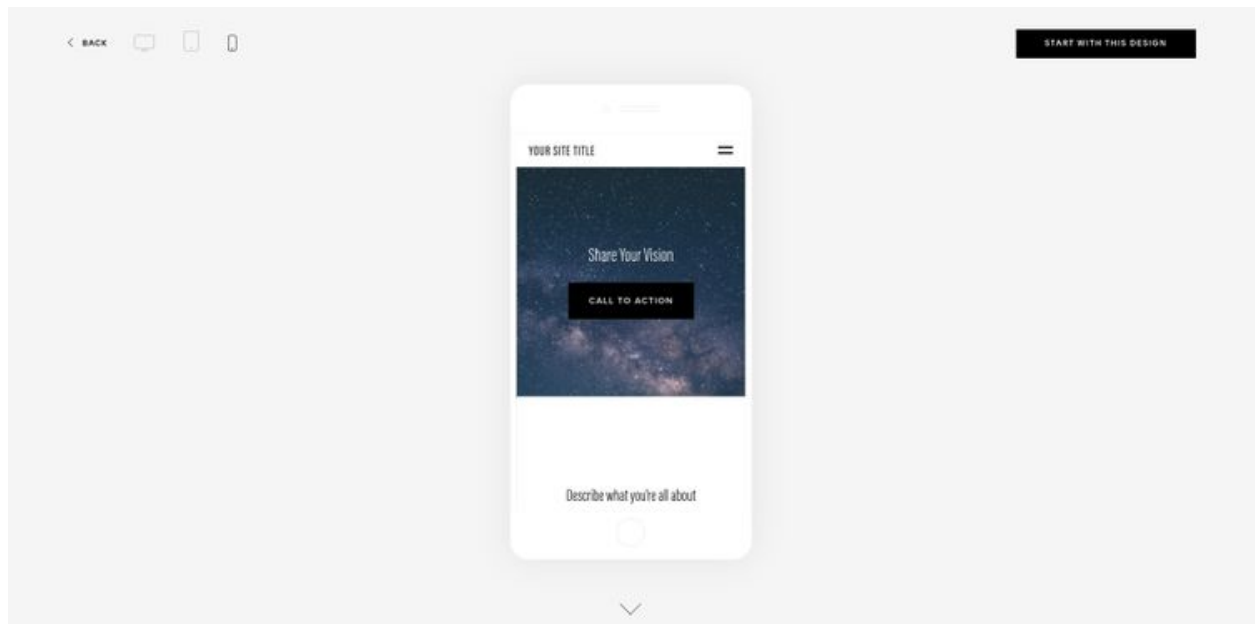 BACK
START WITH THIS DESIGN
YOUR SITE TITLE
Share Your Vision
CALL TO ACTION
Describe what you're all about